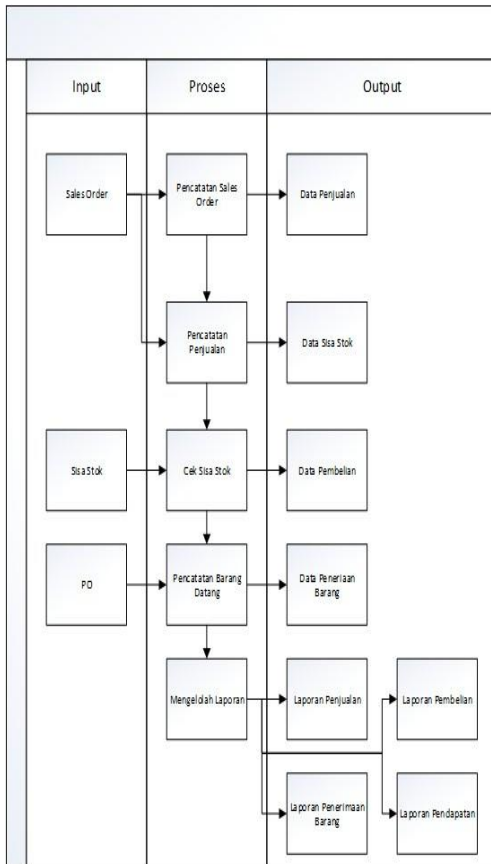 Input
Proses
Output
Sales Order
Pencatatan Sales
Order
Data Penjualan
Pencatatan
Penjualan
Data Sisa Stok
Sisa Stok
Cek Sisa Stok
Data Pembelian
PO
Pencatatan Barang
Datang
Data Peneriaan
Barang
Mengelolah Laporan
Laporan Penjualan
Laporan Pembelian
Laporan Penerimaan
Barang
Laporan Pendapatan